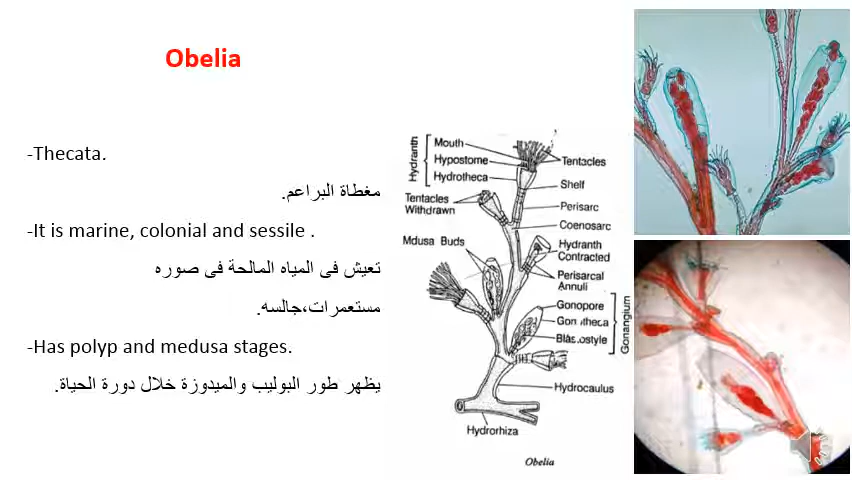 Obelia
-Thecata.
مغطاة البراعم.
-It is marine, colonial and sessile .
تعيش فى المياه المالحة فى صوره
مستعمرات،جالسه.
-Has polyp and medusa stages.
يظهر طور البوليب والميدوزة خلال دورة الحياة.
Hydranth
Mouth
Hypostome
Hydrotheca
Tentacles
Shelf
Tentacles
Withdrawn
Perisarc
Coenosarc
Mdusa Buds
Hydranth
Contracted
Perisarcal
Annuli
Gonopore
Gon theca
Blastostyle
Gonangium
Hydrocaulus
Hydrorhiza
Obelia